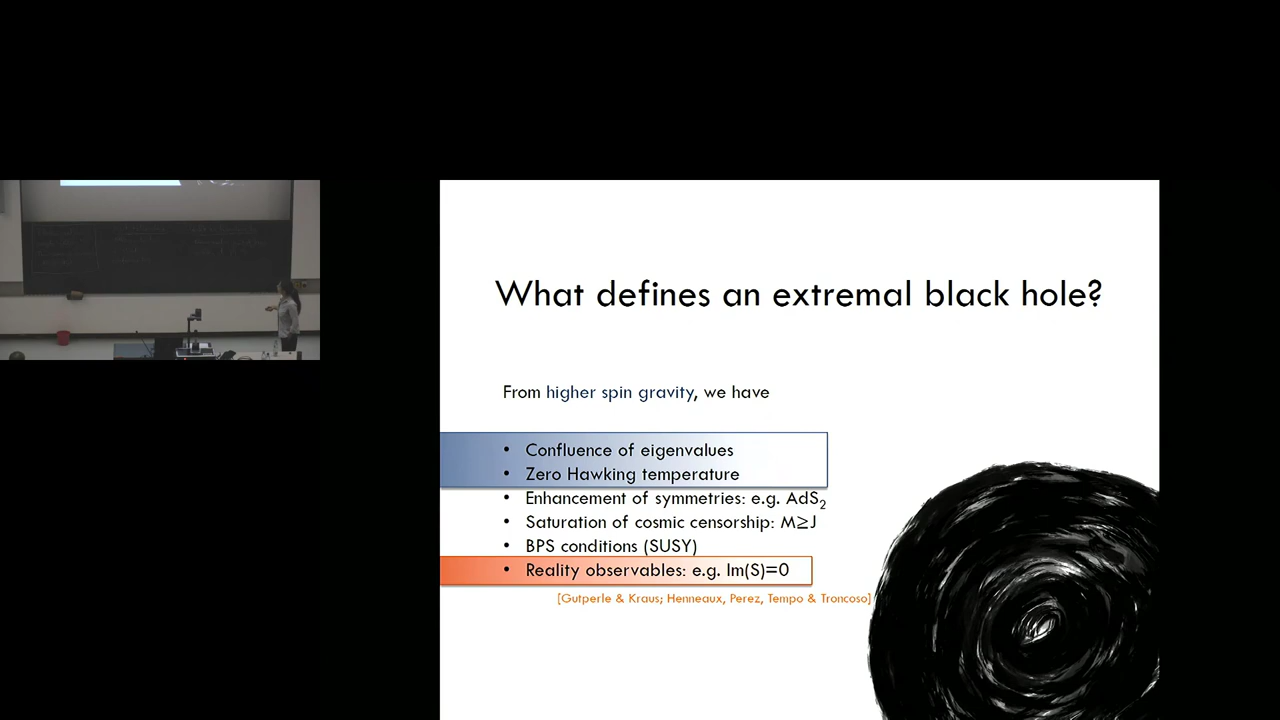 What defines an extremal black hole?
From higher spin gravity, we have
• Confluence of eigenvalues
• Zero Hawking temperature
• Enhancement of symmetries: e.g. AdS₂
• Saturation of cosmic censorship: M≥J
• BPS conditions (SUSY)
• Reality observables: e.g. Im(S)=0
[Gutperle & Kraus; Henneaux, Perez, Tempo & Troncoso]